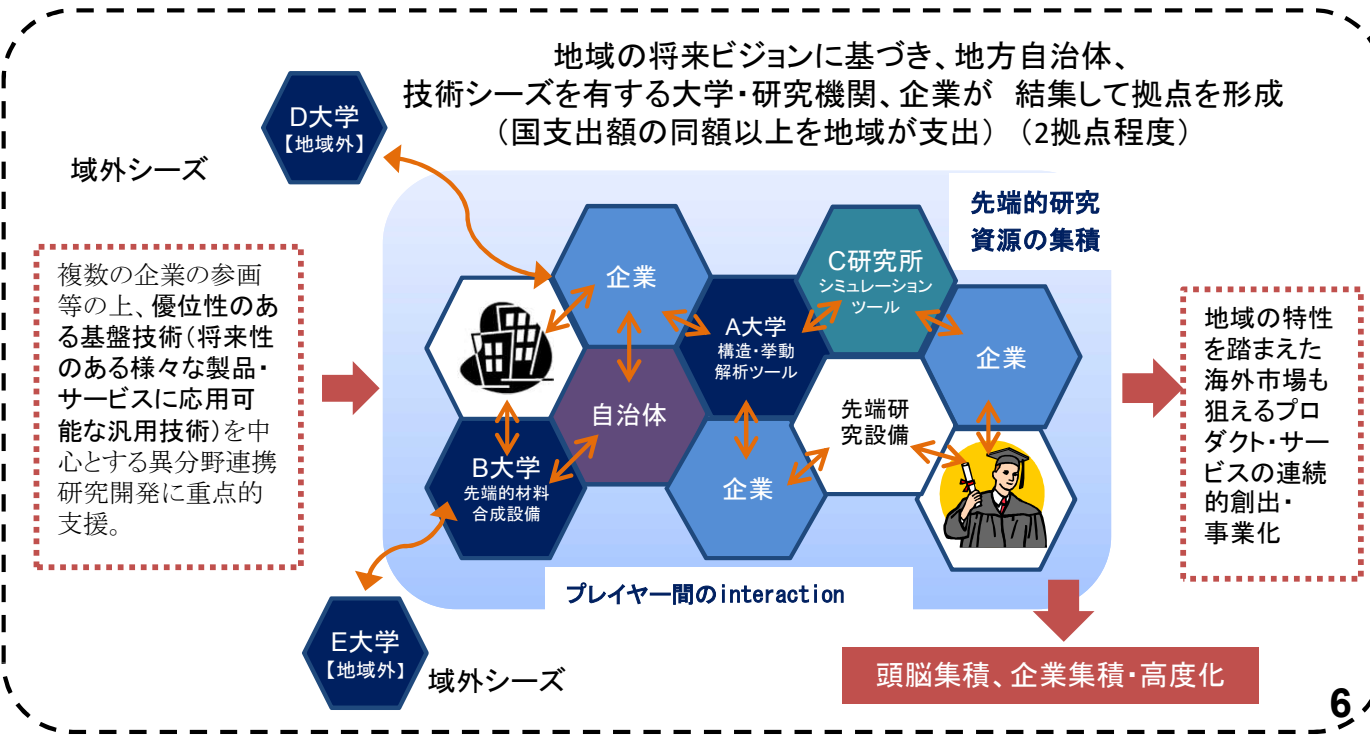 地域の将来ビジョンに基づき、地方自治体、
技術シーズを有する大学・研究機関、企業が 結集して拠点を形成
（国支出額の同額以上を地域が支出）（2拠点程度）
D大学
【地域外】
域外シーズ
先端的研究
資源の集積
複数の企業の参画
等の上、優位性のあ
る基盤技術（将来性
のある様々な製品・
サービスに応用可
能な汎用技術）を中
心とする異分野連携
研究開発に重点的
支援。
企業
C研究所
シミュレーション
ツール
A大学
構造・挙動
解析ツール
企業
自治体
先端研
究設備
B大学
先端的材料
合成設備
企業
地域の特性
を踏まえた
海外市場も
狙えるプロ
ダクト・サー
ビスの連続
的創出・
事業化
プレイヤー間のinteraction
E大学
【地域外】
域外シーズ
頭脳集積、企業集積・高度化
6